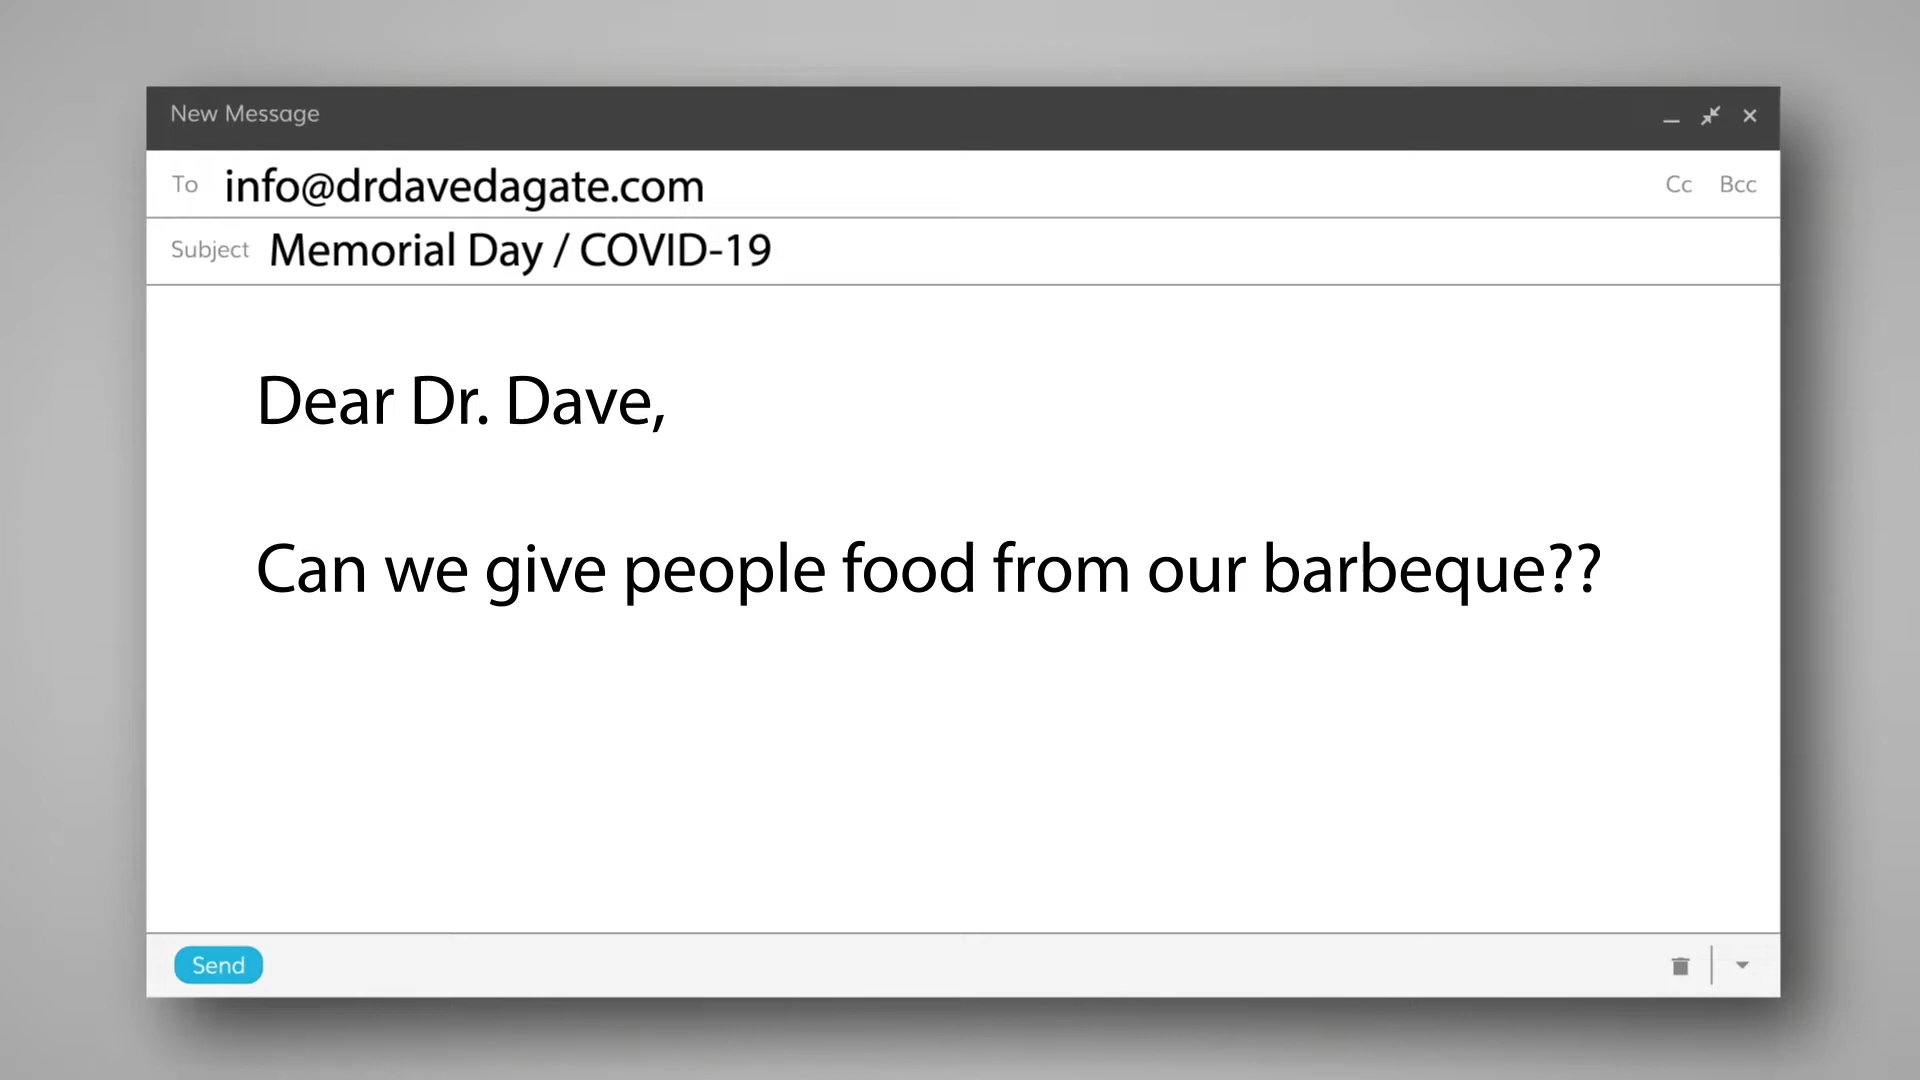 New Message
To info@drdavedagate.com Cc Bcc
Subject Memorial Day / COVID-19
Dear Dr. Dave,
Can we give people food from our barbeque??
Send